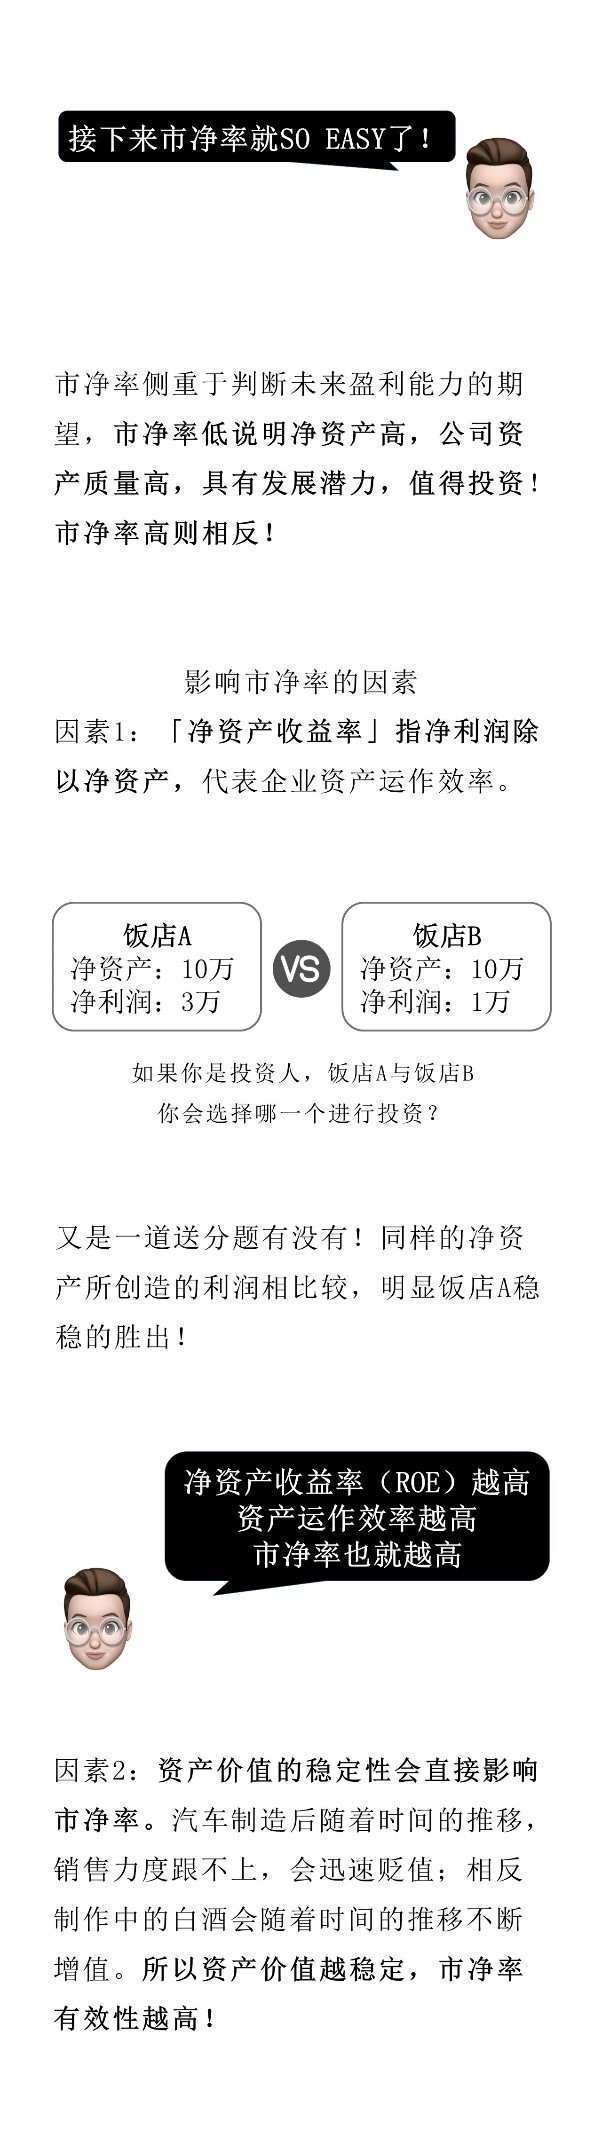 接下来市净率就SO EASY了！
市净率侧重于判断未来盈利能力的期
望，市净率低说明净资产高，公司资
产质量高，具有发展潜力，值得投资！
市净率高则相反！
影响市净率的因素
因素1：「净资产收益率」指净利润除
以净资产，代表企业资产运作效率。
饭店A
净资产：10万
净利润：3万
VS
饭店B
净资产：10万
净利润：1万
如果你是投资人，饭店A与饭店B
你会选择哪一个进行投资？
又是一道送分题有没有！同样的净资
产所创造的利润相比较，明显饭店A稳
稳的胜出！
净资产收益率（ROE）越高
资产运作效率越高
市净率也就越高
因素2：资产价值的稳定性会直接影响
市净率。汽车制造后随着时间的推移，
销售力度跟不上，会迅速贬值；相反
制作中的白酒会随着时间的推移不断
增值。所以资产价值越稳定，市净率
有效性越高！